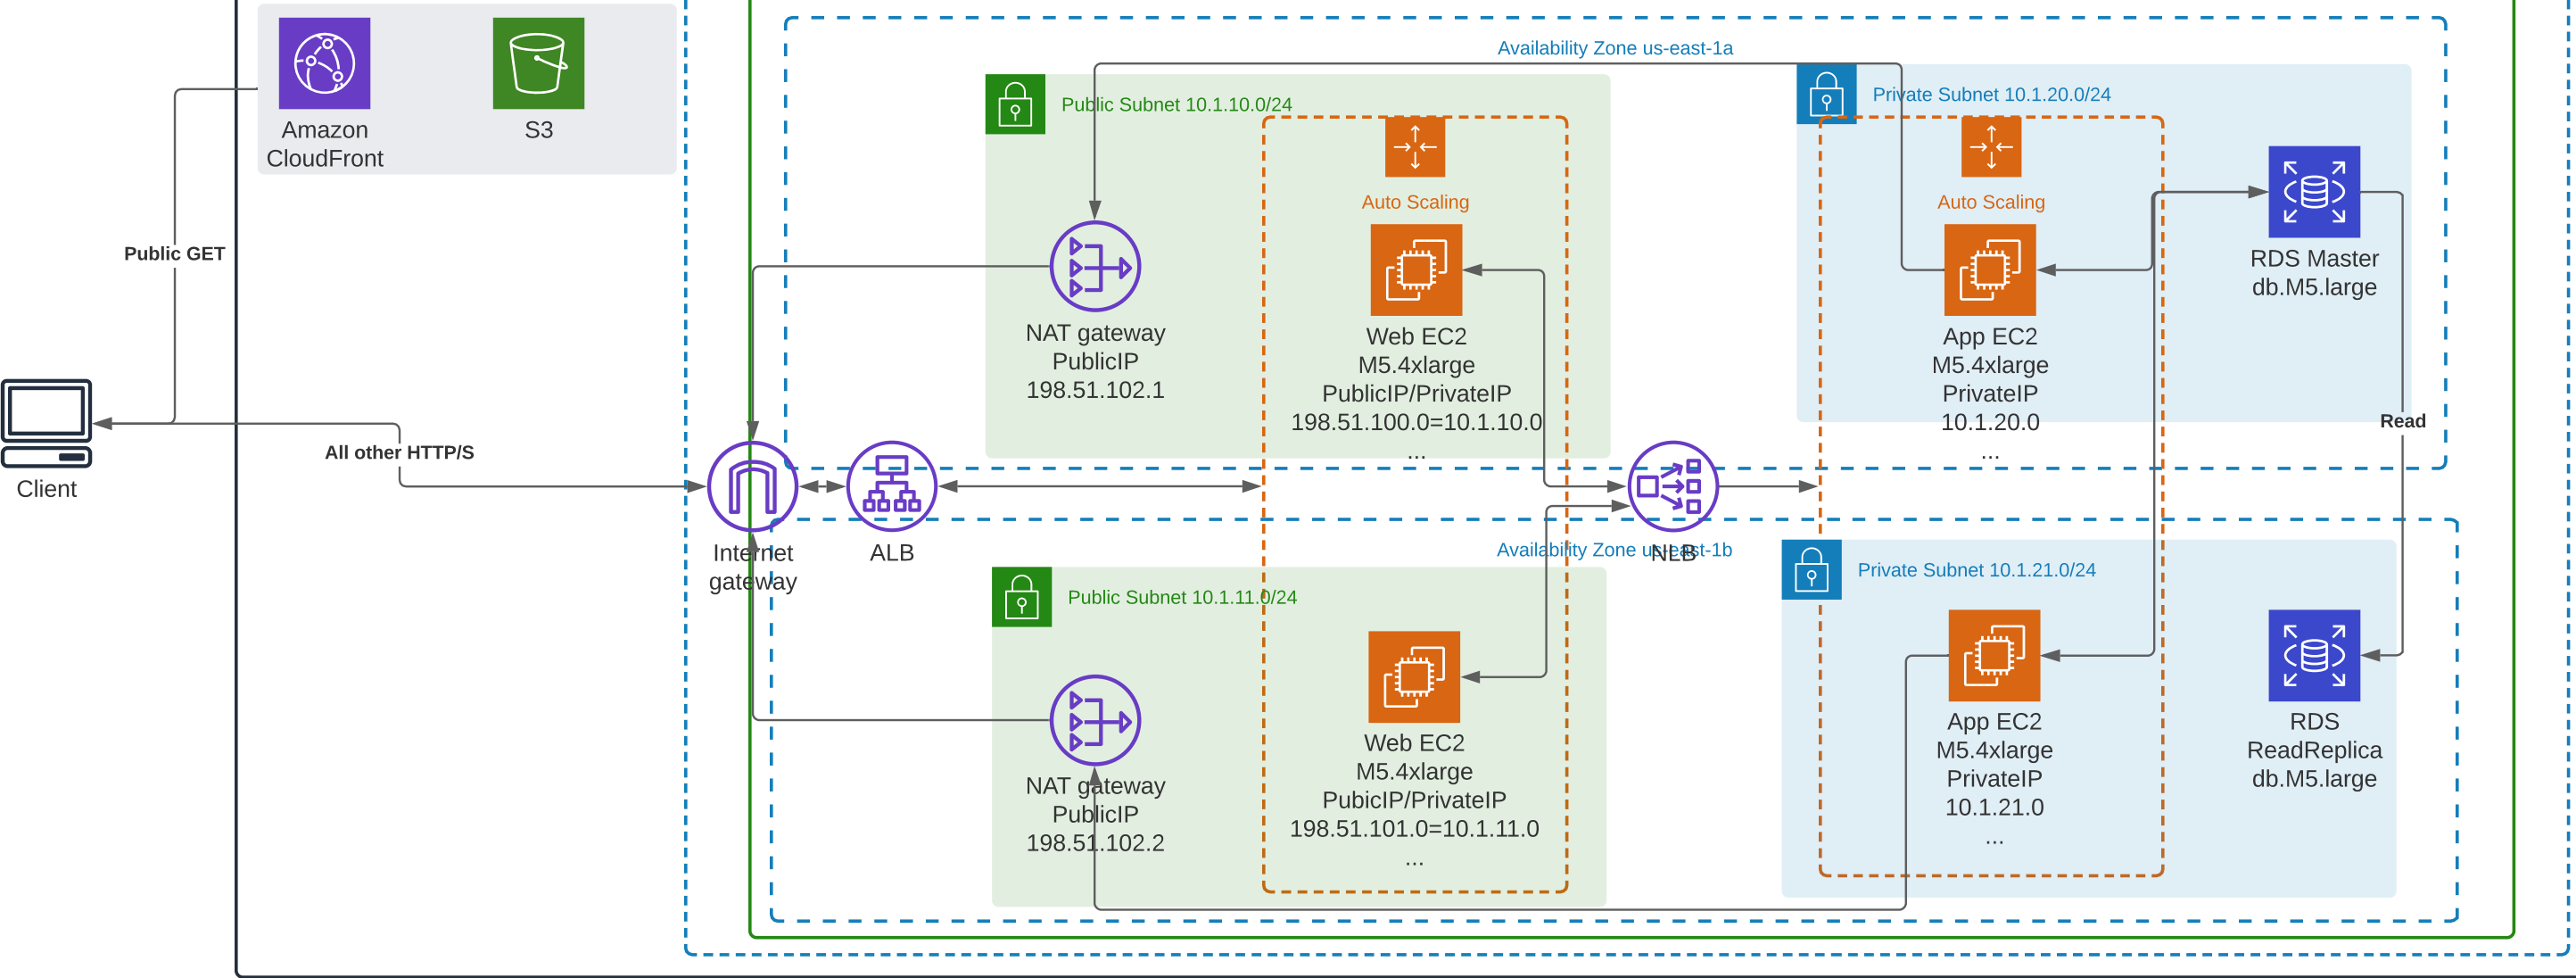 Availability Zone us-east-1a
Amazon
CloudFront
S3
Public Subnet 10.1.10.0/24
Private Subnet 10.1.20.0/24
Auto Scaling
Auto Scaling
Public GET
RDS Master
db.M5.large
NAT gateway
PublicIP
198.51.102.1
Web EC2
M5.4xlarge
PublicIP/PrivateIP
198.51.100.0=10.1.10.0
...
App EC2
M5.4xlarge
PrivateIP
10.1.20.0
...
Read
All other HTTP/S
Client
Internet
gateway
ALB
NLB
Availability Zone us-east-1b
Public Subnet 10.1.11.0/24
Private Subnet 10.1.21.0/24
NAT gateway
PublicIP
198.51.102.2
Web EC2
M5.4xlarge
PubicIP/PrivateIP
198.51.101.0=10.1.11.0
...
App EC2
M5.4xlarge
PrivateIP
10.1.21.0
...
RDS
ReadReplica
db.M5.large